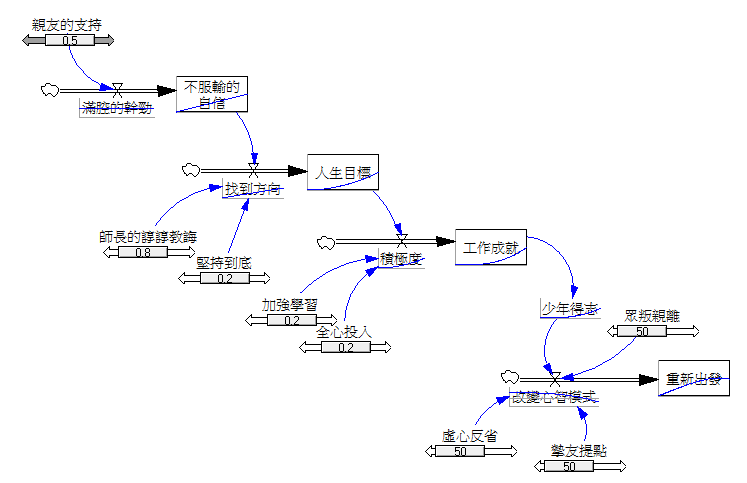 親友的支持
0.5
不服輸的
自信
滿腔的幹勁
人生目標
找到方向
師長的諄諄教誨
0.8
堅持到底
0.2
工作成就
積極度
加強學習
0.2
全心投入
0.2
少年得志
眾叛親離
50
重新出發
改變心智模式
虛心反省
50
摯友提點
50